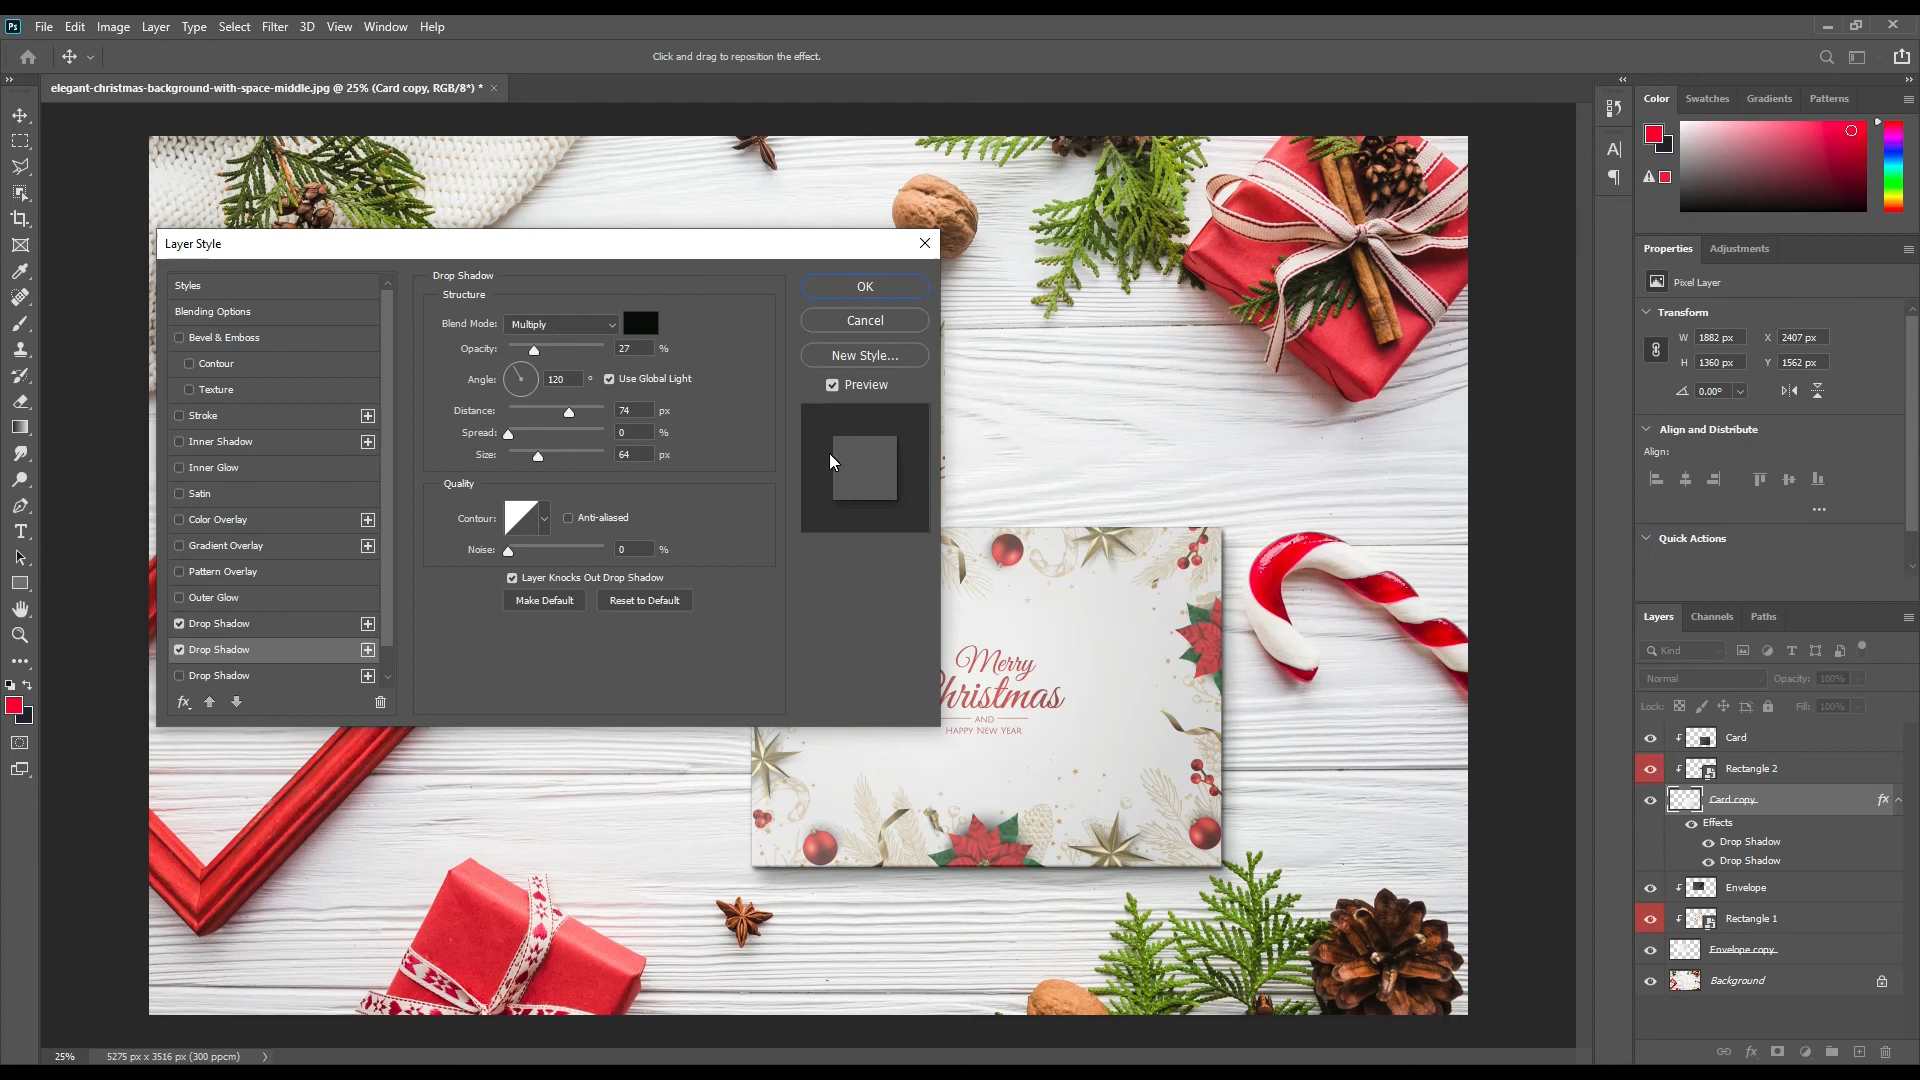 Ps File Edit Image Layer Type Select Filter 3D View Window Help
Click and drag to reposition the effect.
elegant-christmas-background-with-space-middle.jpg @ 25% (Card copy, RGB/8*) *
Layer Style
Styles
Blending Options
Bevel & Emboss
Contour
Texture
Stroke
Inner Shadow
Inner Glow
Satin
Color Overlay
Gradient Overlay
Pattern Overlay
Outer Glow
Drop Shadow
Drop Shadow
Drop Shadow
fx
Drop Shadow
Structure
Blend Mode: Multiply
Opacity: 27 %
Angle: 120 ° Use Global Light
Distance: 74 px
Spread: 0 %
Size: 64 px
Quality
Contour: Anti-aliased
Noise: 0 %
Layer Knocks Out Drop Shadow
Make Default Reset to Default
OK
Cancel
New Style...
Preview
Merry
Christmas
AND
HAPPY NEW YEAR
Color Swatches Gradients Patterns
Properties Adjustments
Pixel Layer
Transform
W 1882 px X 2407 px
H 1360 px Y 1562 px
0.00°
Align and Distribute
Align:
Quick Actions
Layers Channels Paths
Kind
Normal Opacity: 100%
Lock: Fill: 100%
Card
Rectangle 2
Card copy fx
Effects
Drop Shadow
Drop Shadow
Envelope
Rectangle 1
Envelope copy
Background
fx
25% 5275 px x 3516 px (300 ppcm)